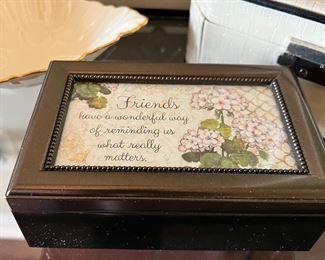 Friends
have a wonderful way
of reminding us
what really
matters.